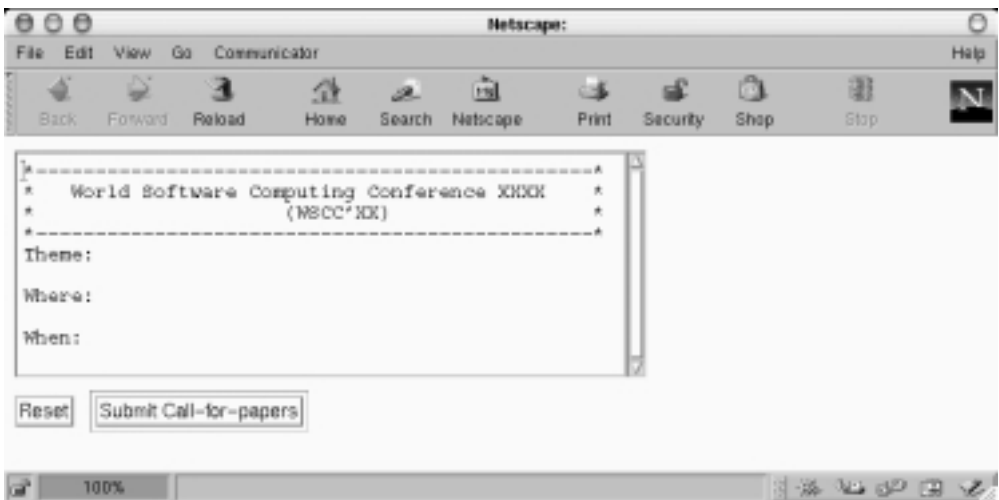 Netscape:
File Edit View Go Communicator Help
Back Forward Reload Home Search Netscape Print Security Shop Stop N
*-----------------------------------------------*
* World Software Computing Conference XXXX *
* (WSCC'XX) *
*-----------------------------------------------*
Theme:
Where:
When:
Reset Submit Call-for-papers
100%